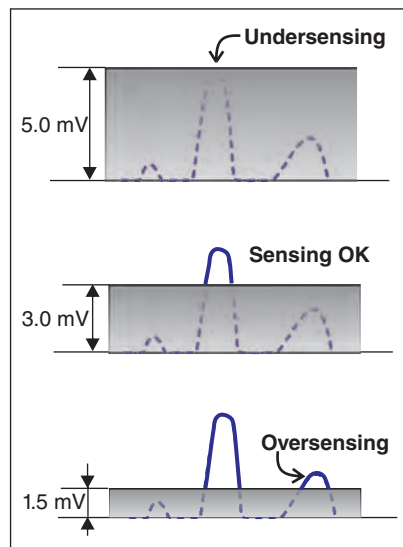 Undersensing
5.0 mV
Sensing OK
3.0 mV
Oversensing
1.5 mV